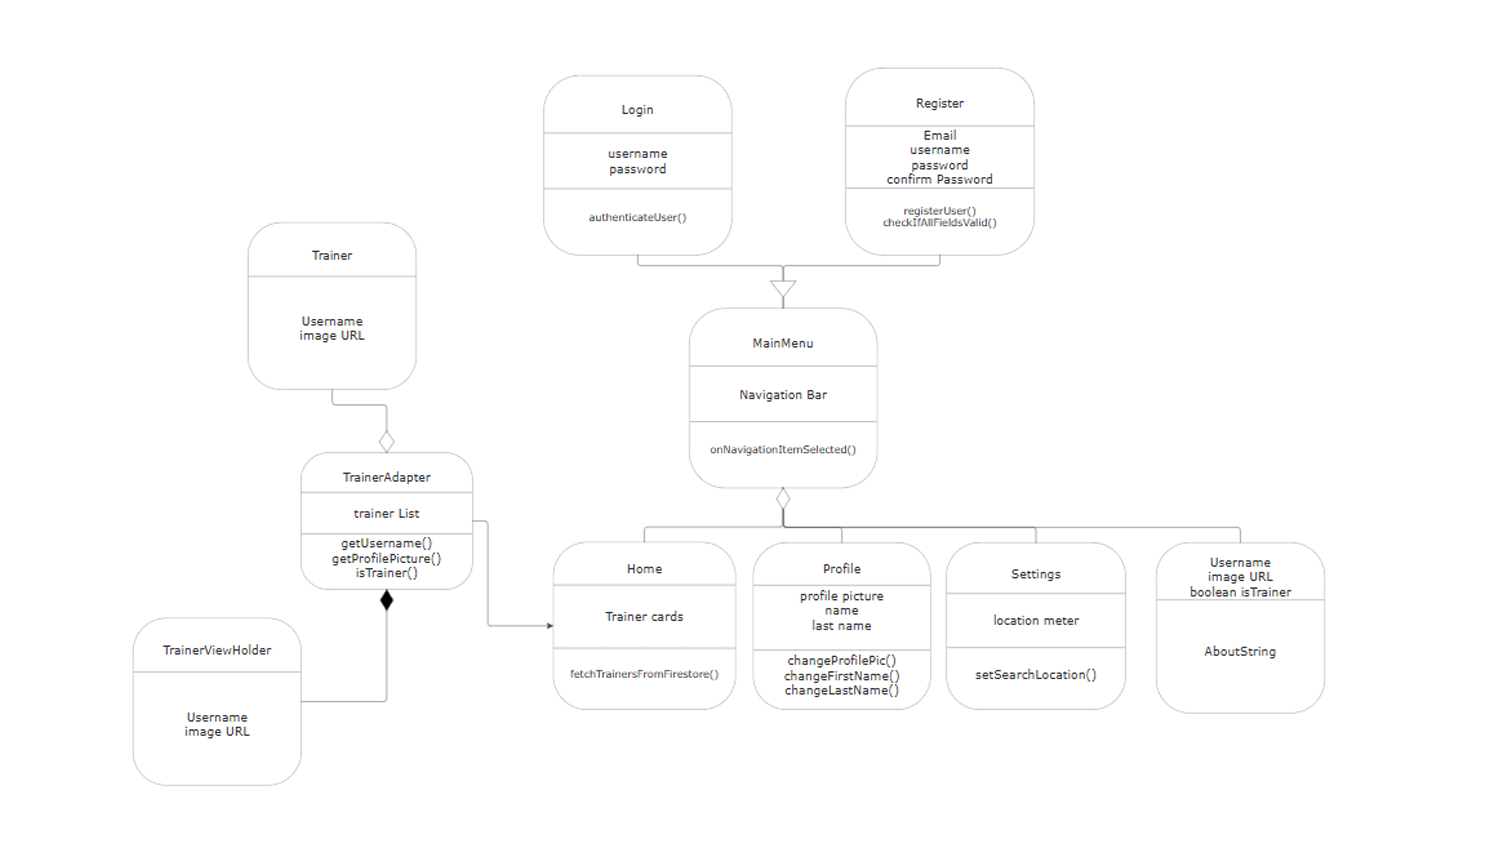 Login
username
password
authenticateUser()
Register
Email
username
password
confirm Password
registerUser()
checkIfAllFieldsValid()
Trainer
Username
image URL
MainMenu
Navigation Bar
onNavigationItemSelected()
TrainerAdapter
trainer List
getUsername()
getProfilePicture()
isTrainer()
TrainerViewHolder
Username
image URL
Home
Trainer cards
fetchTrainersFromFirestore()
Profile
profile picture
name
last name
changeProfilePic()
changeFirstName()
changeLastName()
Settings
location meter
setSearchLocation()
Username
image URL
boolean isTrainer
AboutString